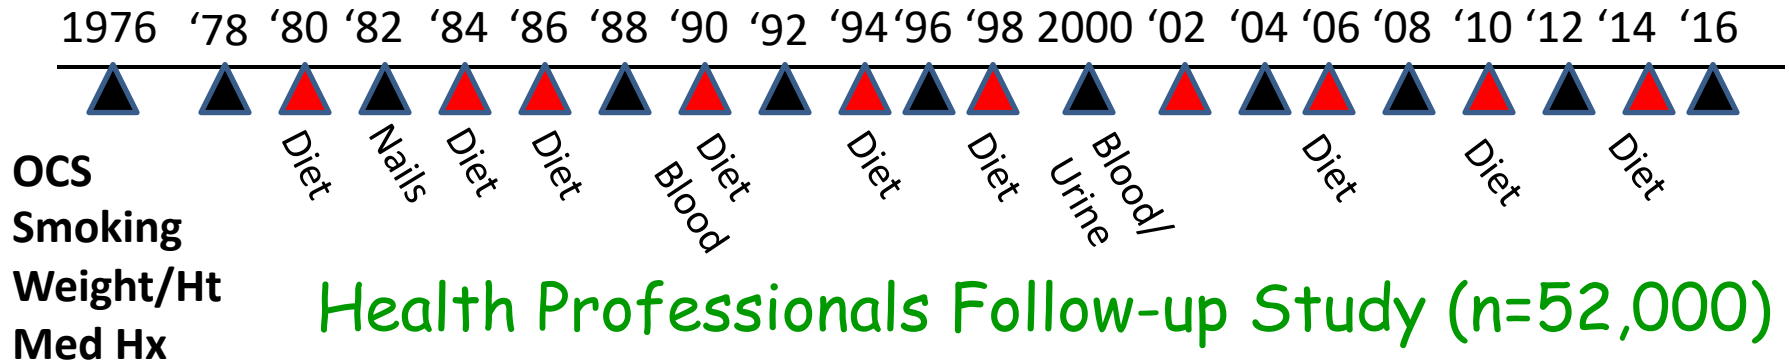 1976 ‘78 ‘80 ‘82 ‘84 ‘86 ‘88 ‘90 ‘92 ‘94 ‘96 ‘98 2000 ‘02 ‘04 ‘06 ‘08 ‘10 ‘12 ‘14 ‘16
Diet
Nails
Diet
Diet
Diet
Blood
Diet
Diet
Blood/
Urine
Diet
Diet
Diet
OCS
Smoking
Weight/Ht
Med Hx
Health Professionals Follow-up Study (n=52,000)